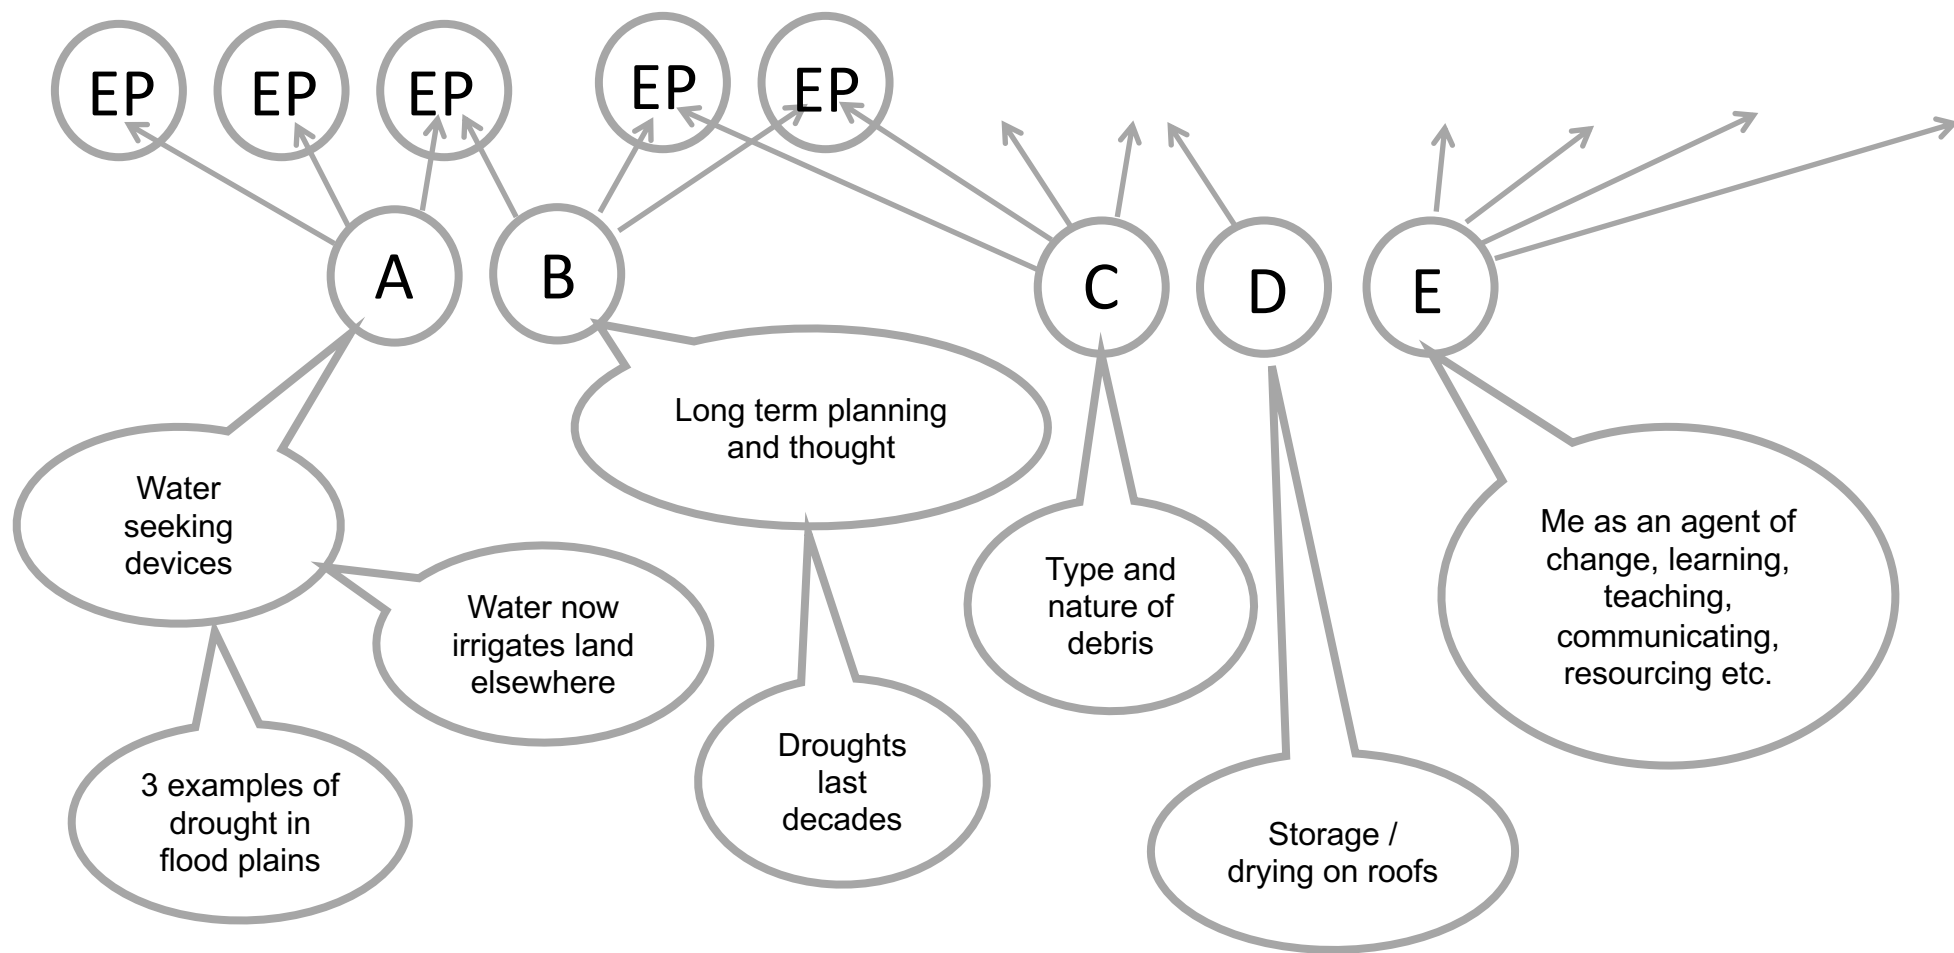 EP
EP
EP
EP
EP
A
B
C
D
E
Long term planning
and thought
Water
seeking
devices
Water now
irrigates land
elsewhere
3 examples of
drought in
flood plains
Droughts
last
decades
Type and
nature of
debris
Storage /
drying on roofs
Me as an agent of
change, learning,
teaching,
communicating,
resourcing etc.